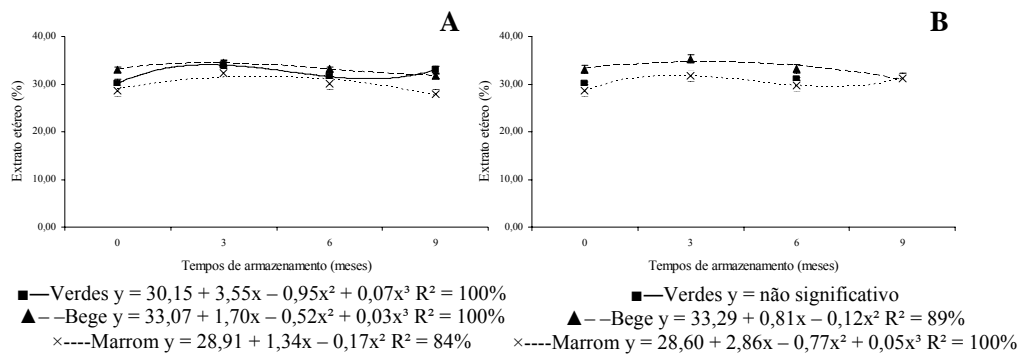 A
B
40,00
30,00
20,00
10,00
0,00
Extrato etéreo (%)
0 3 6 9
Tempos de armazenamento (meses)
40,00
30,00
20,00
10,00
0,00
Extrato etéreo (%)
0 3 6 9
Tempos de armazenamento (meses)
Verdes y = 30,15 + 3,55x – 0,95x² + 0,07x³ R² = 100%
Bege y = 33,07 + 1,70x – 0,52x² + 0,03x³ R² = 100%
Marrom y = 28,91 + 1,34x – 0,17x² R² = 84%
Verdes y = não significativo
Bege y = 33,29 + 0,81x – 0,12x² R² = 89%
Marrom y = 28,60 + 2,86x – 0,77x² + 0,05x³ R² = 100%